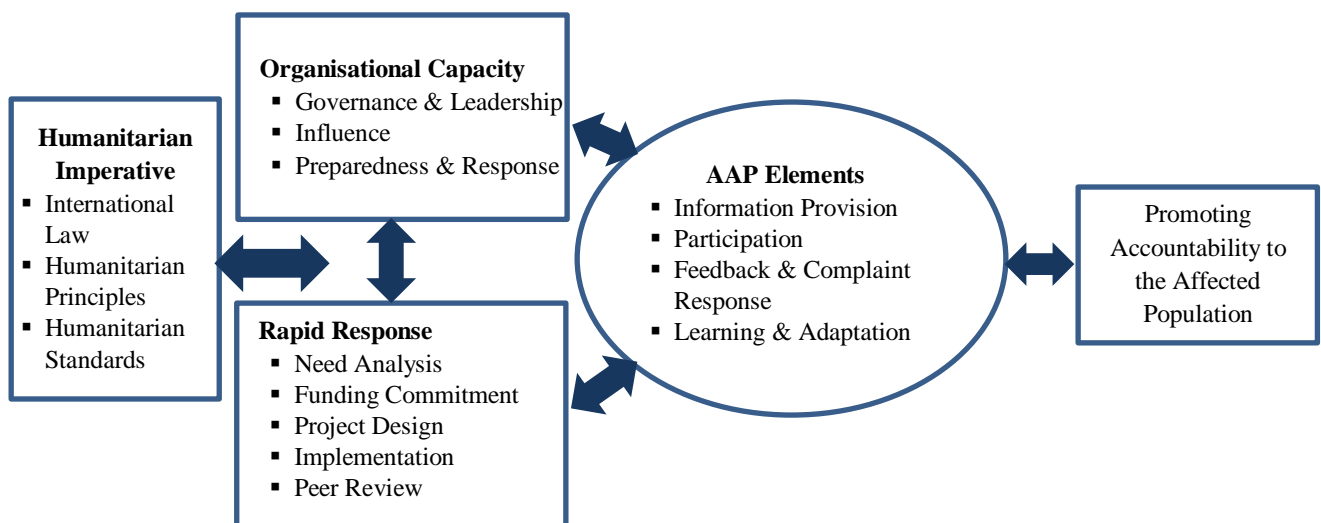 Humanitarian
Imperative
▪ International
Law
▪ Humanitarian
Principles
▪ Humanitarian
Standards
Organisational Capacity
▪ Governance & Leadership
▪ Influence
▪ Preparedness & Response
Rapid Response
▪ Need Analysis
▪ Funding Commitment
▪ Project Design
▪ Implementation
▪ Peer Review
AAP Elements
▪ Information Provision
▪ Participation
▪ Feedback & Complaint
Response
▪ Learning & Adaptation
Promoting
Accountability to
the Affected
Population